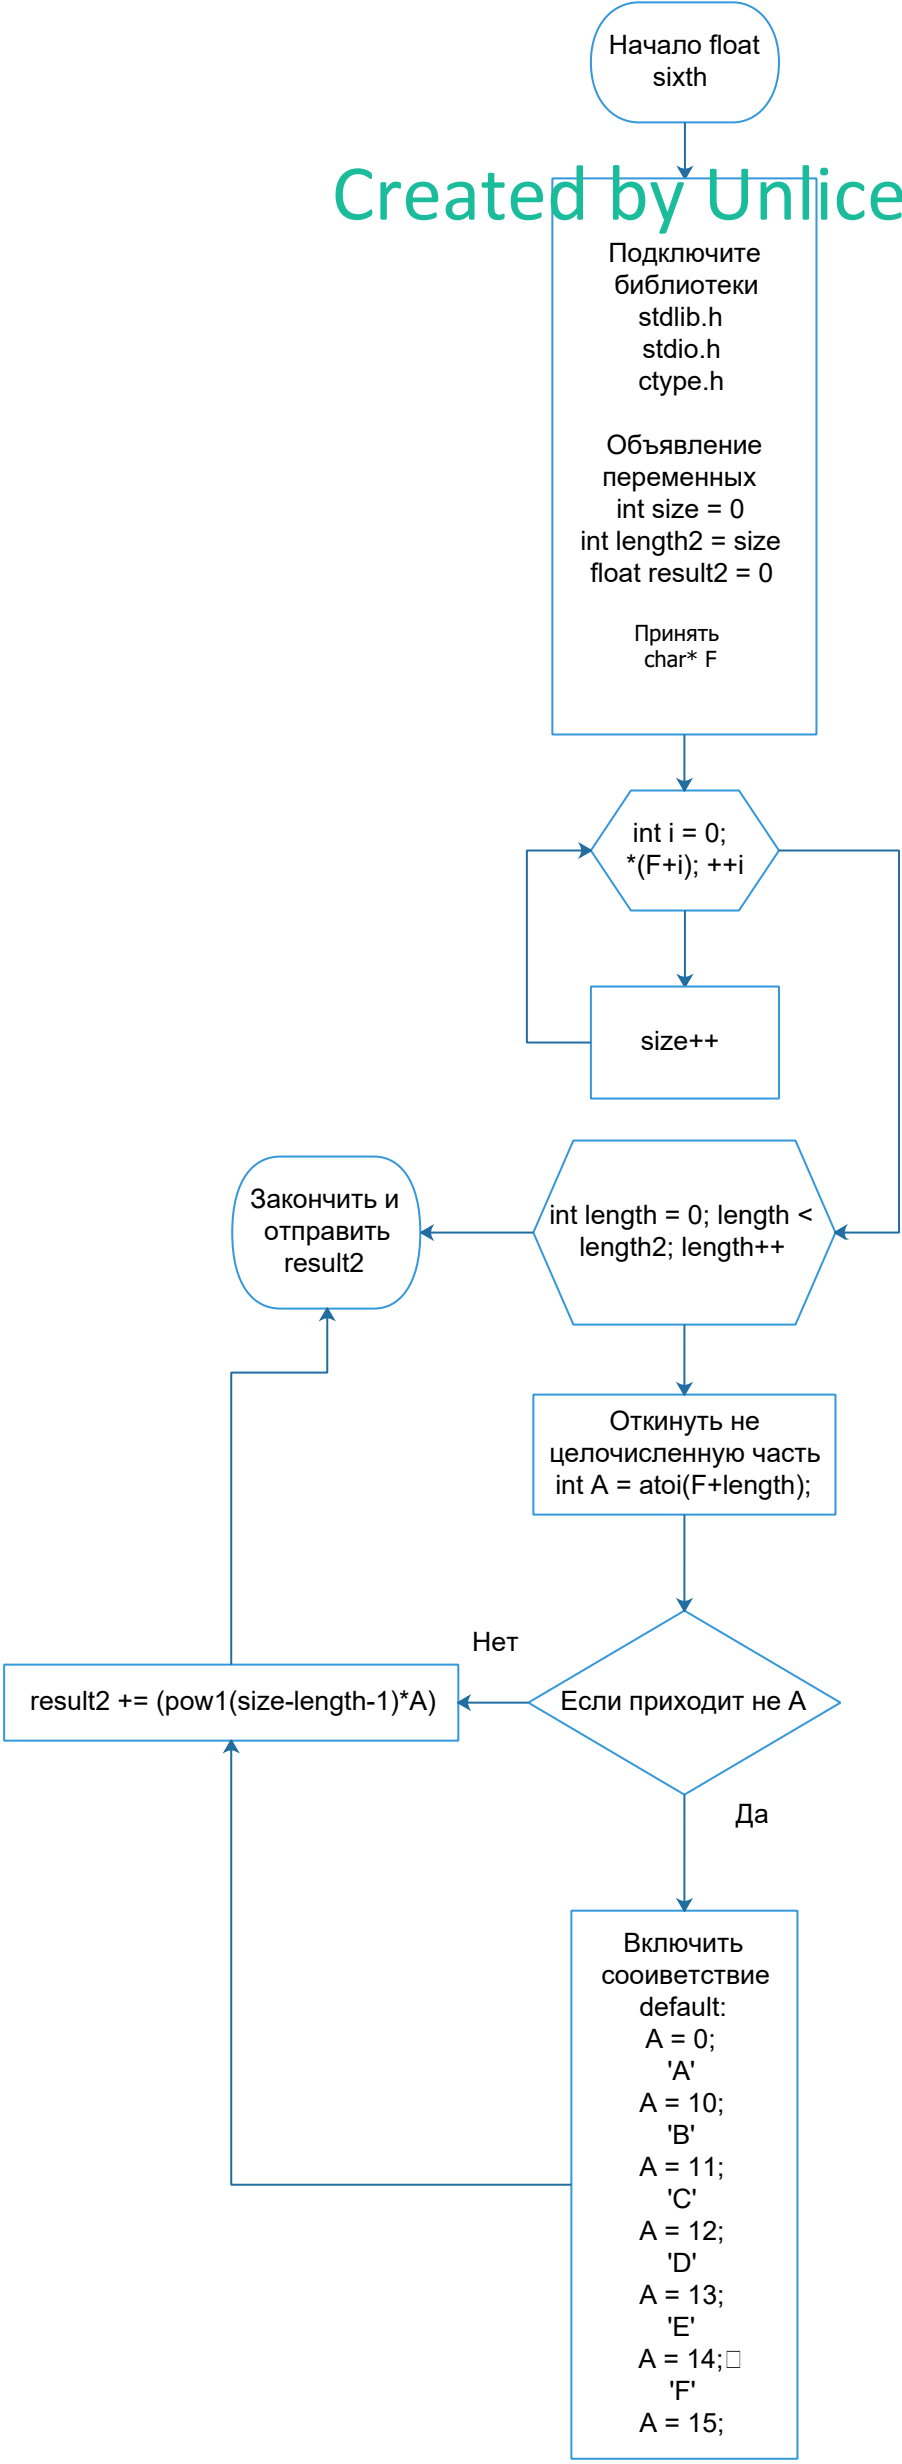 Начало float
sixth
Created by Unlice
Подключите
библиотеки
stdlib.h
stdio.h
ctype.h
Объявление
переменных
int size = 0
int length2 = size
float result2 = 0
Принять
char* F
int i = 0;
*(F+i); ++i
size++
int length = 0; length <
length2; length++
Закончить и
отправить
result2
Откинуть не
целочисленную часть
int A = atoi(F+length);
Нет
Если приходит не A
result2 += (pow1(size-length-1)*A)
Да
Включить
сооиветствие
default:
A = 0;
'A'
A = 10;
'B'
A = 11;
'C'
A = 12;
'D'
A = 13;
'E'
A = 14;
'F'
A = 15;